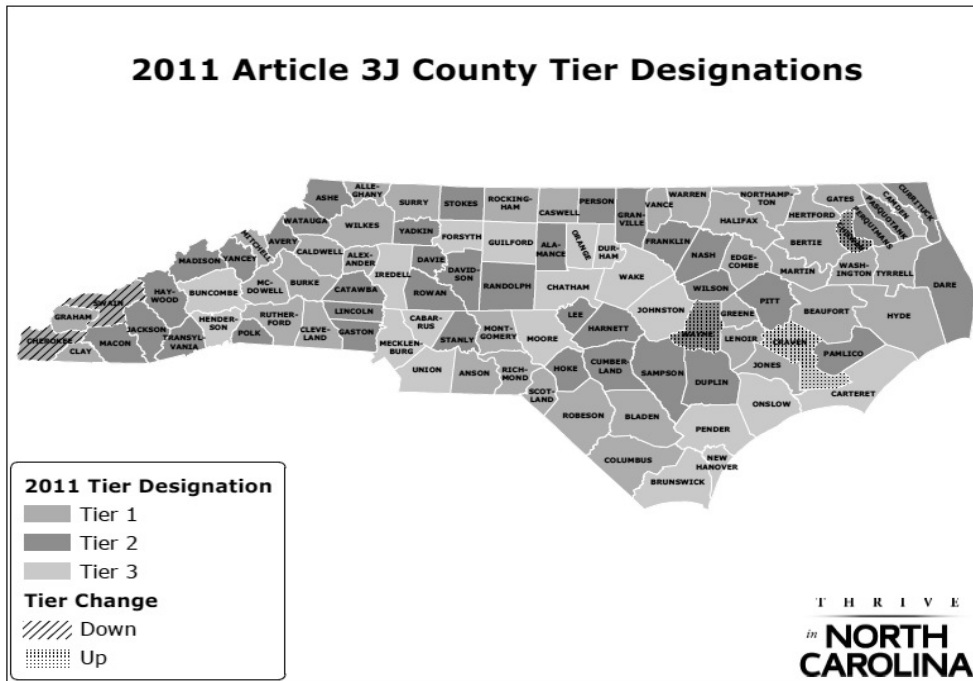 2011 Article 3J County Tier Designations
ASHE
ALLE-
GHANY
SURRY
STOKES
ROCKING-
HAM
CASWELL
PERSON
GRAN-
VILLE
VANCE
WARREN
NORTHAMP-
TON
GATES
CAMDEN
CURRITUCK
PASQUOTANK
PERQUIMANS
HERTFORD
HALIFAX
WATAUGA
WILKES
YADKIN
FORSYTH
GUILFORD
ALA-
MANCE
ORANGE
DUR-
HAM
FRANKLIN
NASH
EDGE-
COMBE
BERTIE
MARTIN
WASH-
INGTON
TYRRELL
DARE
MITCHELL
AVERY
MADISON
YANCEY
CALDWELL
ALEX-
ANDER
IREDELL
DAVIE
DAVID-
SON
RANDOLPH
CHATHAM
WAKE
WILSON
PITT
BEAUFORT
HYDE
SWAIN
HAY-
WOOD
BUNCOMBE
MC-
DOWELL
BURKE
CATAWBA
ROWAN
GRAHAM
JACKSON
HENDER-
SON
RUTHER-
FORD
CLEVE-
LAND
LINCOLN
GASTON
CABAR-
RUS
STANLY
MONT-
GOMERY
MOORE
LEE
HARNETT
JOHNSTON
WAYNE
GREENE
LENOIR
CRAVEN
PAMLICO
CHEROKEE
CLAY
MACON
TRANSYL-
VANIA
POLK
MECKLEN-
BURG
UNION
ANSON
RICH-
MOND
HOKE
CUMBER-
LAND
SAMPSON
DUPLIN
JONES
CARTERET
SCOT-
LAND
ROBESON
BLADEN
ONSLOW
PENDER
COLUMBUS
NEW
HANOVER
BRUNSWICK
2011 Tier Designation
Tier 1
Tier 2
Tier 3
Tier Change
Down
Up
THRIVE
in NORTH
CAROLINA